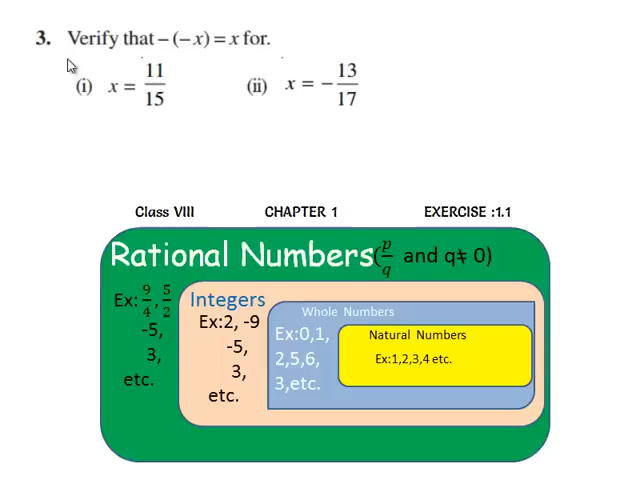 3. Verify that – (– x) = x for.
(i) x = 11/15 (ii) x = – 13/17
Class VIII CHAPTER 1 EXERCISE :1.1
Rational Numbers(p/q and q≠ 0)
Ex: 9/4, 5/2
-5,
3,
etc.
Integers
Ex:2, -9
-5,
3,
etc.
Whole Numbers
Ex:0,1,
2,5,6,
3,etc.
Natural Numbers
Ex:1,2,3,4 etc.